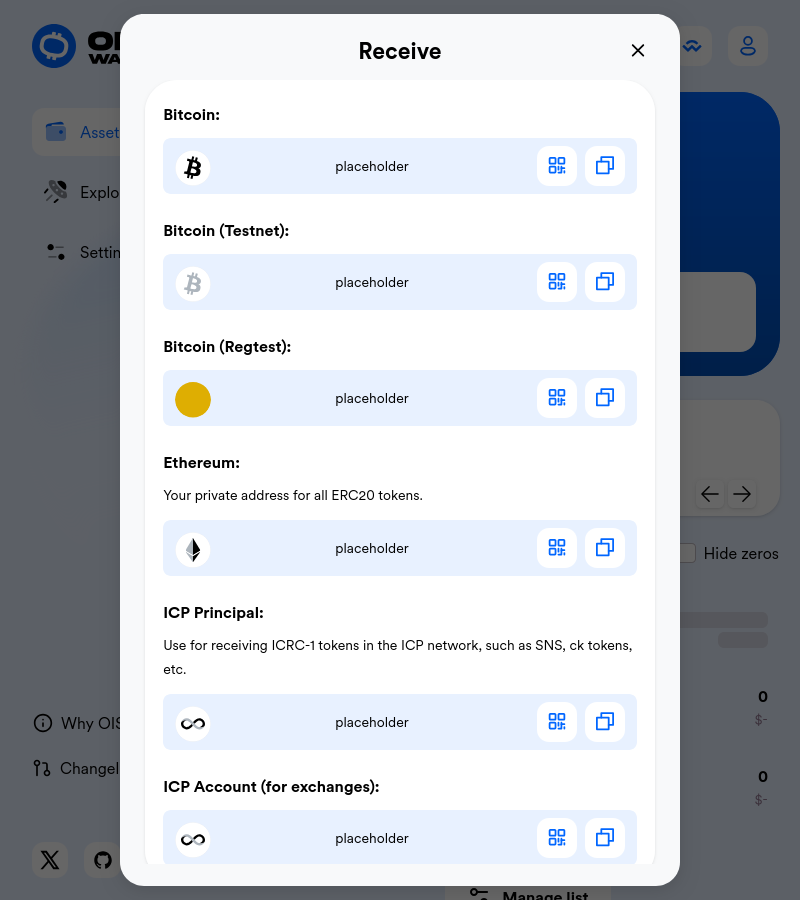 Receive
Bitcoin:
placeholder
Bitcoin (Testnet):
placeholder
Bitcoin (Regtest):
placeholder
Ethereum:
Your private address for all ERC20 tokens.
placeholder
ICP Principal:
Use for receiving ICRC-1 tokens in the ICP network, such as SNS, ck tokens,
etc.
placeholder
ICP Account (for exchanges):
placeholder
Asset
Explo
Settin
Hide zeros
0
$-
0
$-
Why OIS
Changel
Manage list